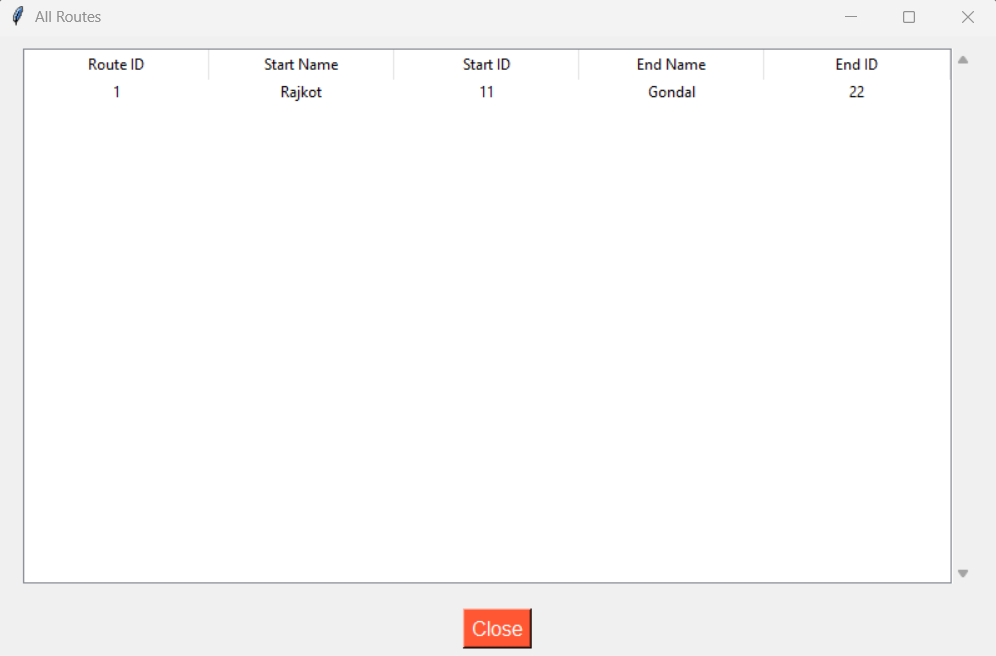 All Routes
Route ID Start Name Start ID End Name End ID
1 Rajkot 11 Gondal 22
Close